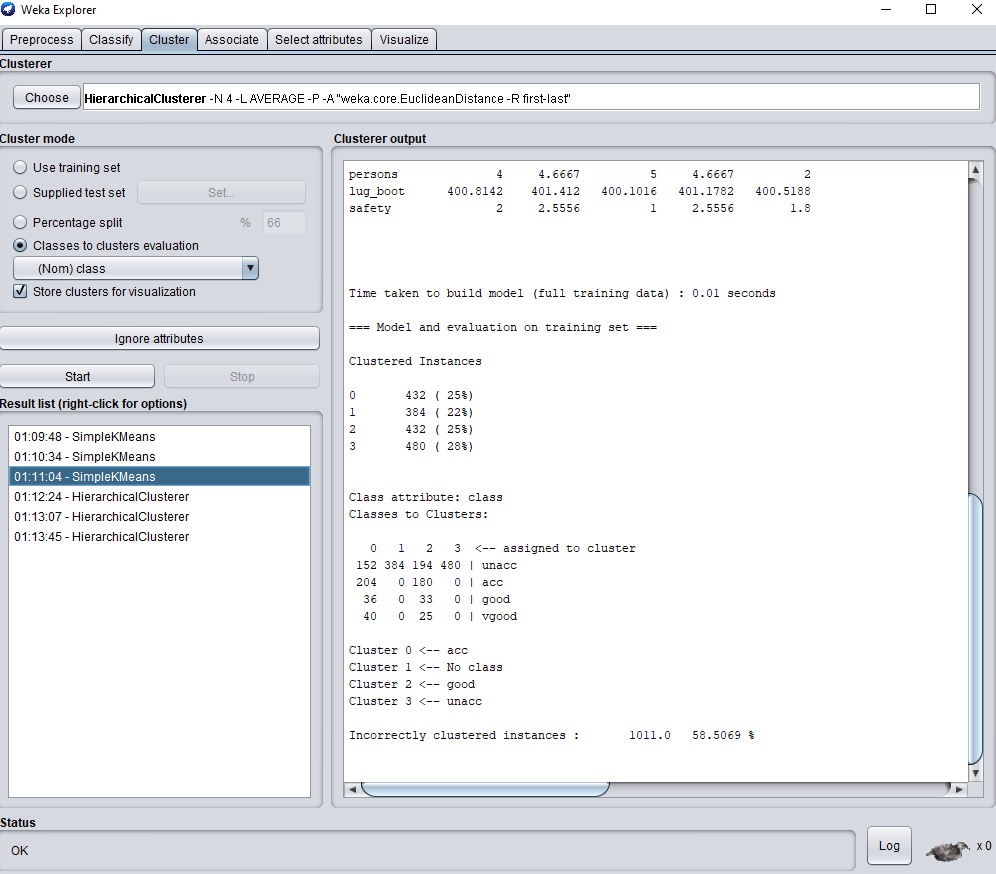 Weka Explorer
Preprocess Classify Cluster Associate Select attributes Visualize
Clusterer
Choose HierarchicalClusterer -N 4 -L AVERAGE -P -A "weka.core.EuclideanDistance -R first-last"
Cluster mode
Use training set
Supplied test set Set...
Percentage split % 66
Classes to clusters evaluation
(Nom) class
Store clusters for visualization
Ignore attributes
Start Stop
Result list (right-click for options)
01:09:48 - SimpleKMeans
01:10:34 - SimpleKMeans
01:11:04 - SimpleKMeans
01:12:24 - HierarchicalClusterer
01:13:07 - HierarchicalClusterer
01:13:45 - HierarchicalClusterer
Clusterer output
persons 4 4.6667 5 4.6667 2
lug_boot 400.8142 401.412 400.1016 401.1782 400.5188
safety 2 2.5556 1 2.5556 1.8
Time taken to build model (full training data) : 0.01 seconds
=== Model and evaluation on training set ===
Clustered Instances
0 432 ( 25%)
1 384 ( 22%)
2 432 ( 25%)
3 480 ( 28%)
Class attribute: class
Classes to Clusters:
0 1 2 3 <-- assigned to cluster
152 384 194 480 | unacc
204 0 180 0 | acc
36 0 33 0 | good
40 0 25 0 | vgood
Cluster 0 <-- acc
Cluster 1 <-- No class
Cluster 2 <-- good
Cluster 3 <-- unacc
Incorrectly clustered instances : 1011.0 58.5069 %
Status
OK
Log
x 0